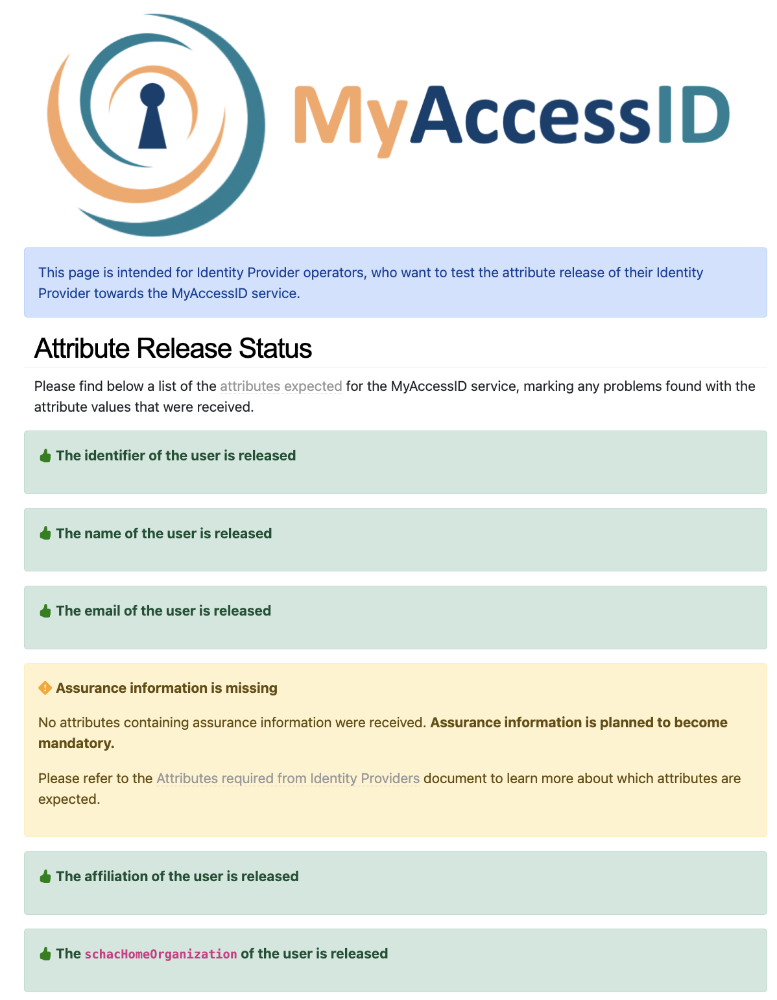 MyAccessID
This page is intended for Identity Provider operators, who want to test the attribute release of their Identity
Provider towards the MyAccessID service.
Attribute Release Status
Please find below a list of the attributes expected for the MyAccessID service, marking any problems found with the
attribute values that were received.
The identifier of the user is released
The name of the user is released
The email of the user is released
Assurance information is missing
No attributes containing assurance information were received. Assurance information is planned to become
mandatory.
Please refer to the Attributes required from Identity Providers document to learn more about which attributes are
expected.
The affiliation of the user is released
The schacHomeOrganization of the user is released